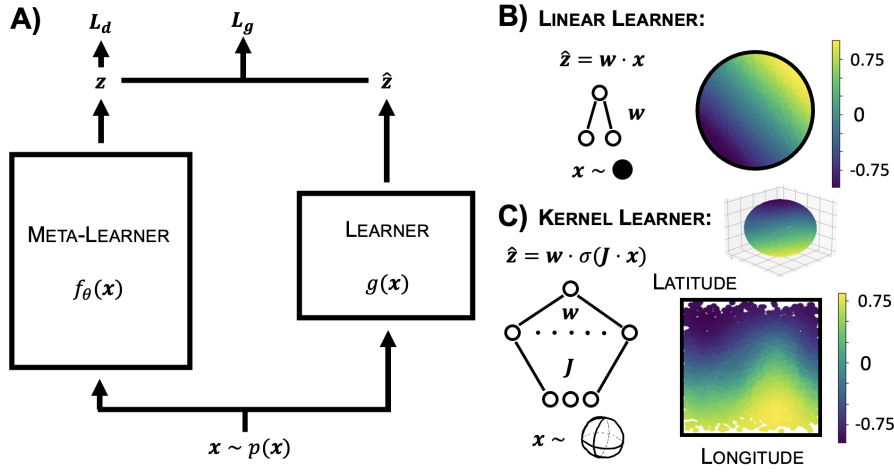 A)
L_d
L_g
z
ẑ
META-LEARNER
f_θ(x)
LEARNER
g(x)
x ~ p(x)
B) LINEAR LEARNER:
ẑ = w · x
w
x ~
0.75
0
-0.75
C) KERNEL LEARNER:
ẑ = w · σ(J · x)
w
J
x ~
LATITUDE
LONGITUDE
0.75
0
-0.75